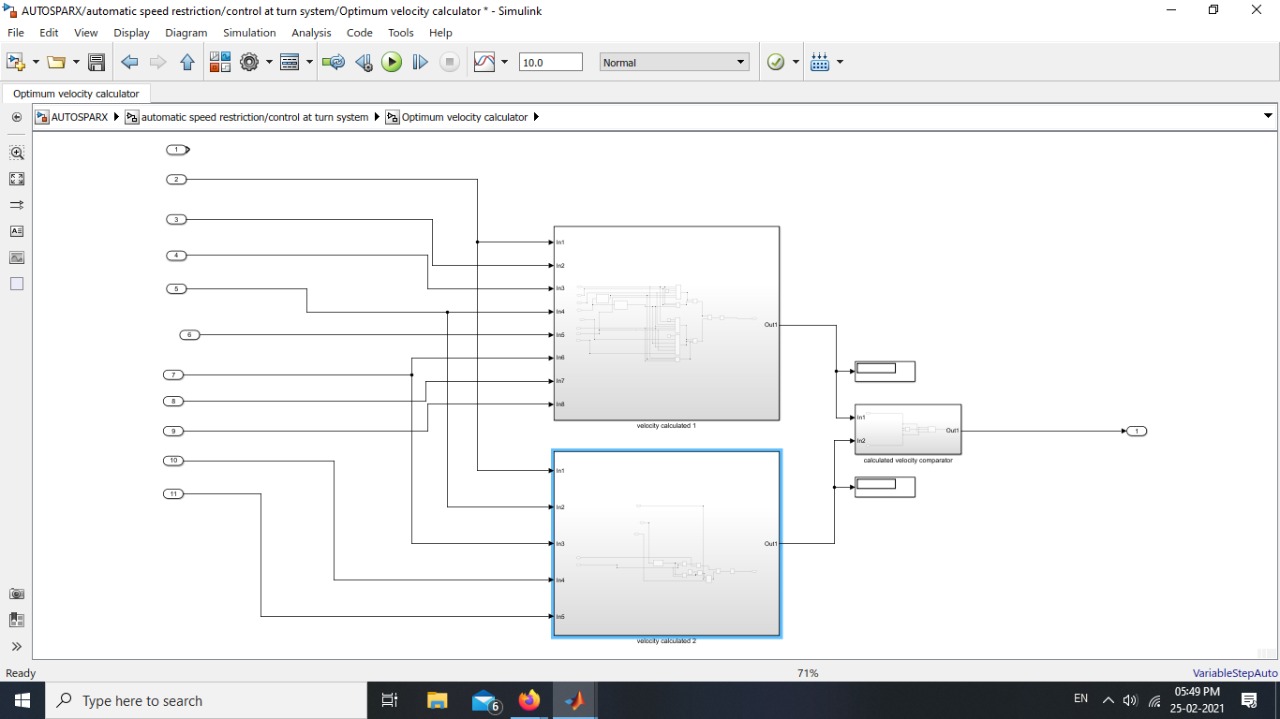 AUTOSPARX/automatic speed restriction/control at turn system/Optimum velocity calculator * - Simulink
File Edit View Display Diagram Simulation Analysis Code Tools Help
10.0 Normal
Optimum velocity calculator
AUTOSPARX automatic speed restriction/control at turn system Optimum velocity calculator
1
2
3
4
5
6
7
8
9
10
11
In1
In2
In3
In4
In5
In6
In7
In8
Out1
velocity calculated 1
In1
In2
In3
In4
In5
Out1
velocity calculated 2
In1
In2
Out1
calculated velocity comparator
1
Ready 71% VariableStepAuto
Type here to search
6
EN
05:49 PM
25-02-2021